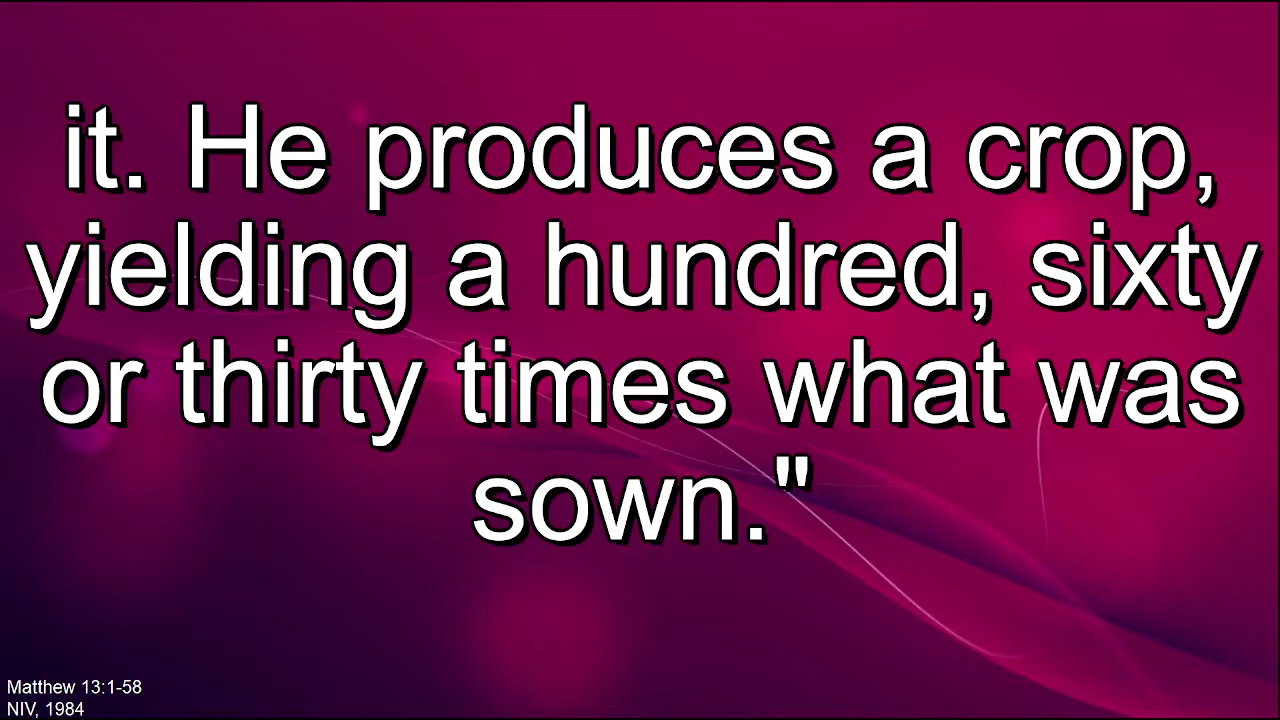 it. He produces a crop,
yielding a hundred, sixty
or thirty times what was
sown."
Matthew 13:1-58
NIV, 1984